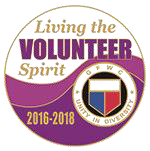 Living the
VOLUNTEER
Spirit
2016-2018
GFWC
UNITY IN DIVERSITY